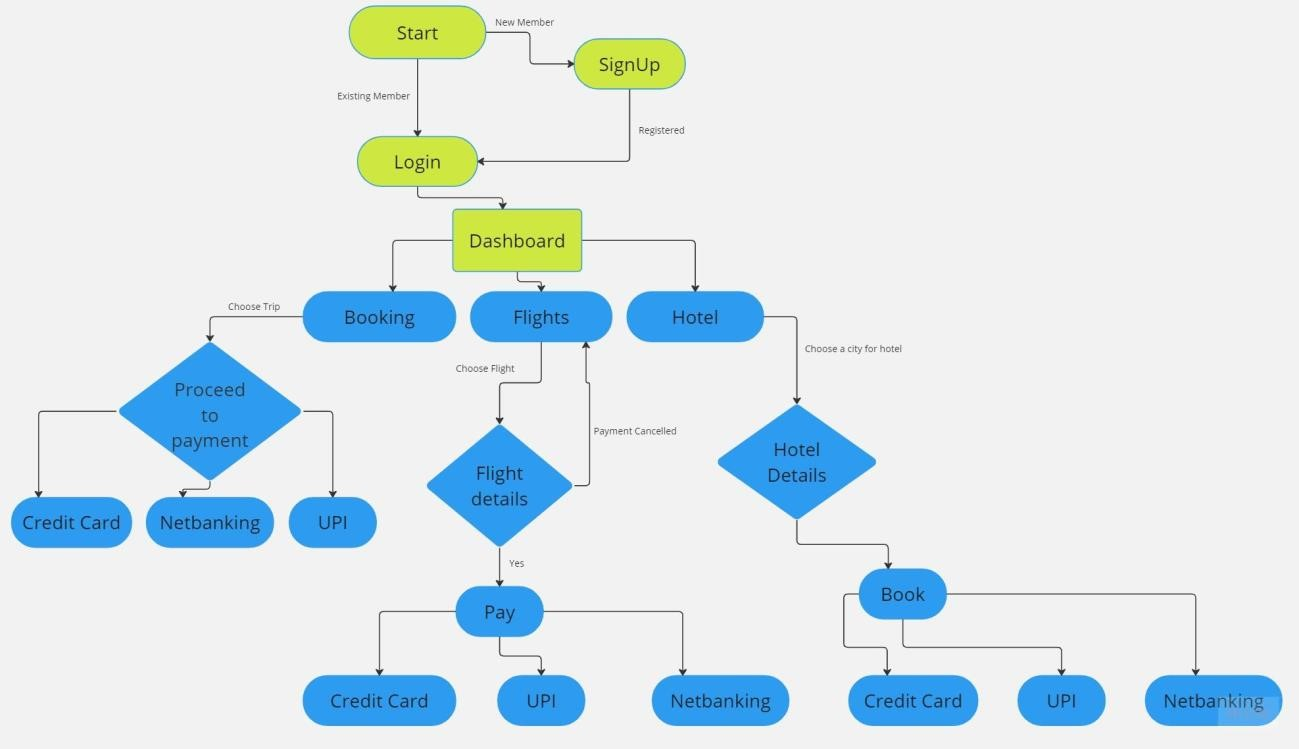 Start
New Member
SignUp
Existing Member
Registered
Login
Dashboard
Booking
Flights
Hotel
Choose Trip
Choose a city for hotel
Choose Flight
Proceed
to
payment
Payment Cancelled
Hotel
Details
Flight
details
Credit Card
Netbanking
UPI
Yes
Book
Pay
Credit Card
UPI
Netbanking
Credit Card
UPI
Netbanking